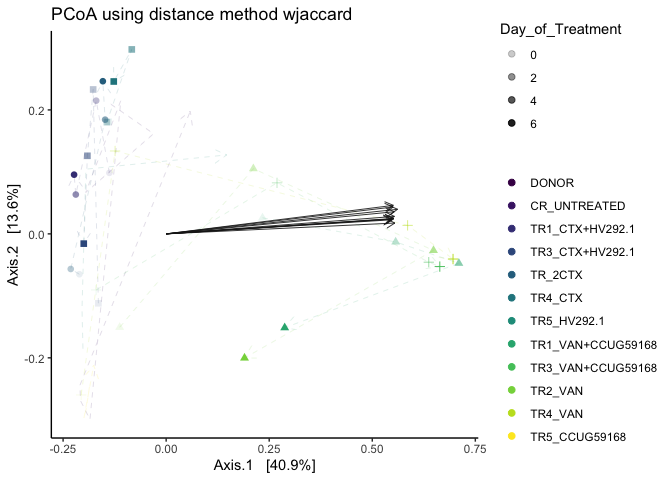 PCoA using distance method wjaccard
Axis.2   [13.6%]
0.2
0.0
-0.2
-0.25
0.00
0.25
0.50
0.75
Axis.1   [40.9%]
Day_of_Treatment
0
2
4
6
DONOR
CR_UNTREATED
TR1_CTX+HV292.1
TR3_CTX+HV292.1
TR_2CTX
TR4_CTX
TR5_HV292.1
TR1_VAN+CCUG59168
TR3_VAN+CCUG59168
TR2_VAN
TR4_VAN
TR5_CCUG59168